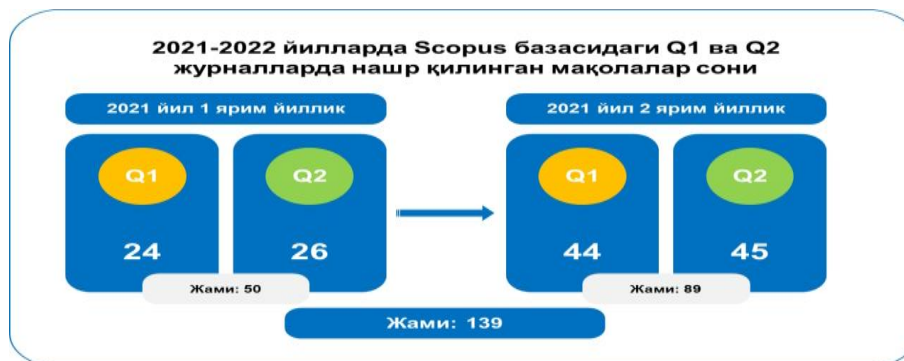 2021-2022 йилларда Scopus базасидаги Q1 ва Q2
журналларда нашр қилинган мақолалар сони
2021 йил 1 ярим йиллик
2021 йил 2 ярим йиллик
Q1
Q2
Q1
Q2
24
26
44
45
Жами: 50
Жами: 89
Жами: 139